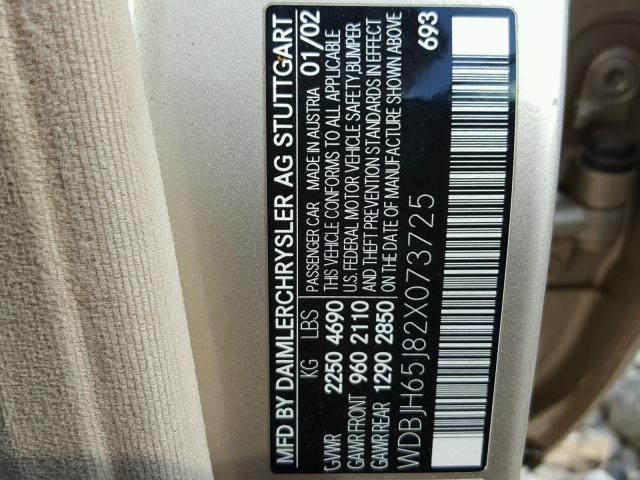 MFD BY DAIMLERCHRYSLER AG STUTTGART
KG LBS PASSENGER CAR MADE IN AUSTRIA 01/02
GVWR 2250 4690 THIS VEHICLE CONFORMS TO ALL APPLICABLE
GAWR FRONT 960 2110 U.S. FEDERAL MOTOR VEHICLE SAFETY, BUMPER
AND THEFT PREVENTION STANDARDS IN EFFECT
GAWR REAR 1290 2850 ON THE DATE OF MANUFACTURE SHOWN ABOVE
WDBJH65J82X073725 693